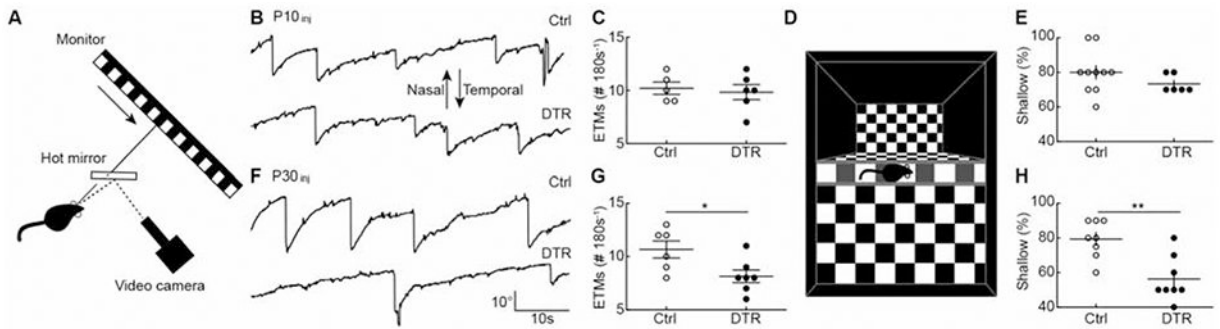 A
Monitor
Hot mirror
Video camera
B
P10 inj
Ctrl
Nasal
Temporal
DTR
F
P30 inj
Ctrl
DTR
10°
10s
C
ETMs (# 180s⁻¹)
15
10
5
Ctrl
DTR
G
*
ETMs (# 180s⁻¹)
15
10
5
Ctrl
DTR
D
E
Shallow (%)
100
80
60
40
Ctrl
DTR
H
**
Shallow (%)
100
80
60
40
Ctrl
DTR